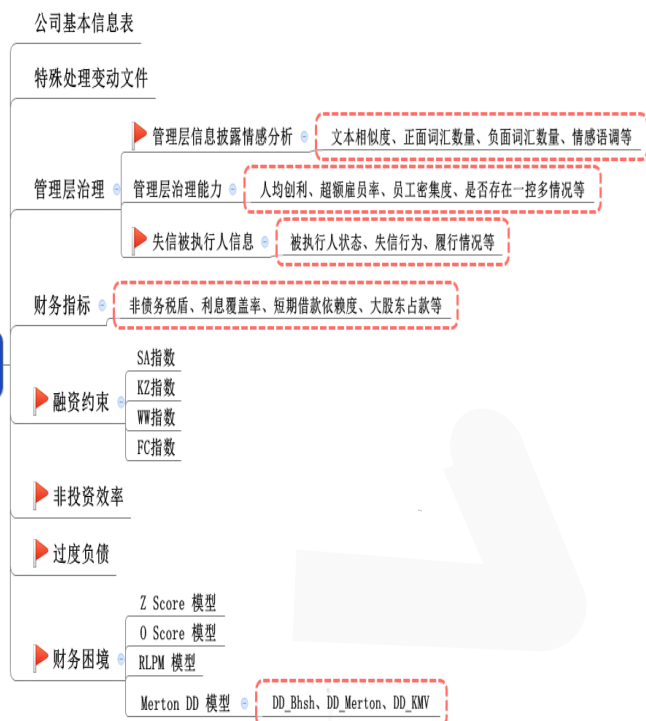 公司基本信息表
特殊处理变动文件
管理层治理
管理层信息披露情感分析
文本相似度、正面词汇数量、负面词汇数量、情感语调等
管理层治理能力
人均创利、超额雇员率、员工密集度、是否存在一控多情况等
失信被执行人信息
被执行人状态、失信行为、履行情况等
财务指标
非债务税盾、利息覆盖率、短期借款依赖度、大股东占款等
融资约束
SA指数
KZ指数
WW指数
FC指数
非投资效率
过度负债
财务困境
Z Score 模型
O Score 模型
RLPM 模型
Merton DD 模型
DD_Bhsh、DD_Merton、DD_KMV